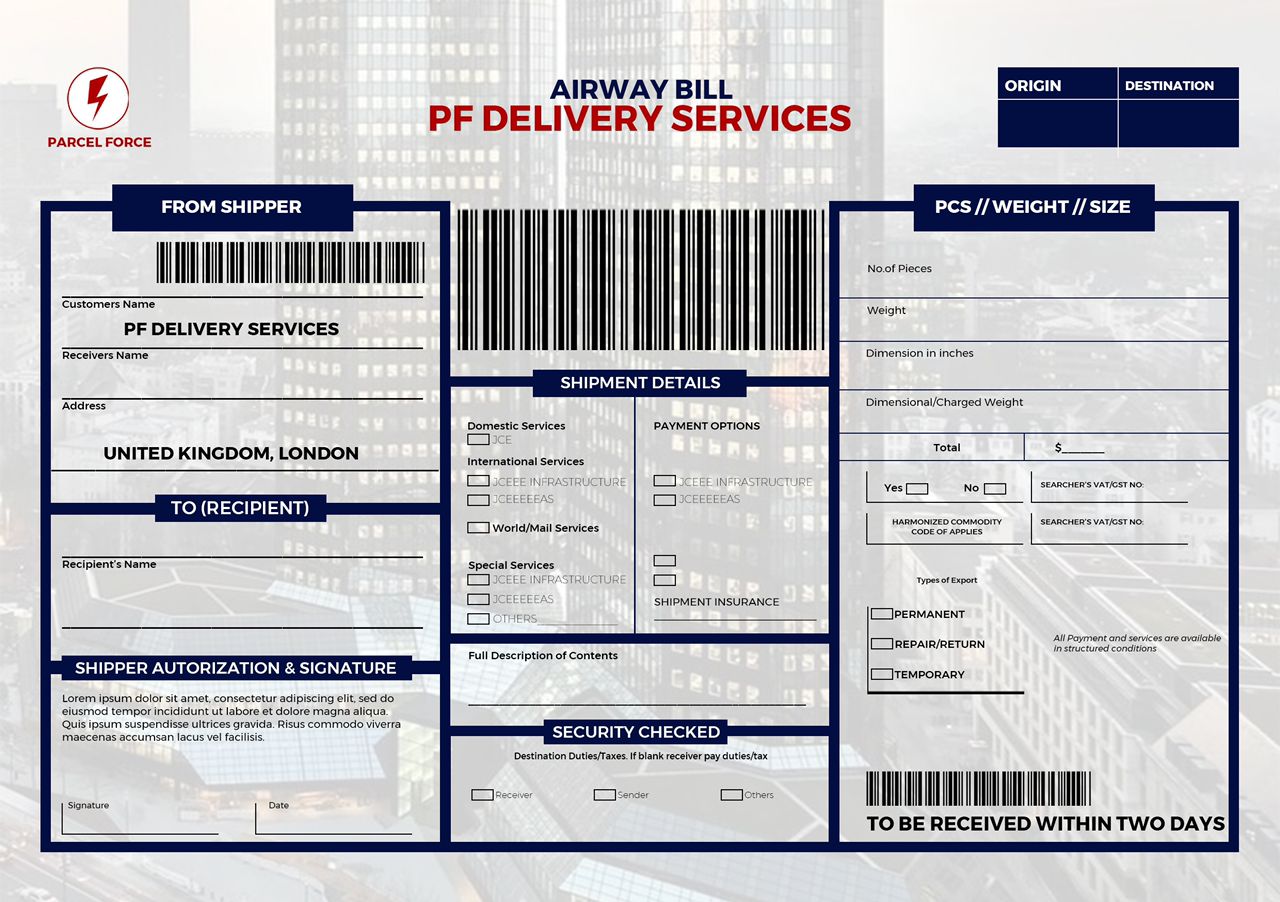 PARCEL FORCE
AIRWAY BILL
PF DELIVERY SERVICES
ORIGIN
DESTINATION
FROM SHIPPER
Customers Name
PF DELIVERY SERVICES
Receivers Name
Address
UNITED KINGDOM, LONDON
TO (RECIPIENT)
Recipient's Name
SHIPPER AUTORIZATION & SIGNATURE
Lorem ipsum dolor sit amet, consectetur adipiscing elit, sed do
eiusmod tempor incididunt ut labore et dolore magna aliqua.
Quis ipsum suspendisse ultrices gravida. Risus commodo viverra
maecenas accumsan lacus vel facilisis.
Signature
Date
SHIPMENT DETAILS
Domestic Services
JCE
International Services
JCEEE INFRASTRUCTURE
JCEEEEEAS
World/Mail Services
Special Services
JCEEE INFRASTRUCTURE
JCEEEEEAS
OTHERS______________
PAYMENT OPTIONS
JCEEE INFRASTRUCTURE
JCEEEEEAS
SHIPMENT INSURANCE
Full Description of Contents
SECURITY CHECKED
Destination Duties/Taxes. If blank receiver pay duties/tax
Receiver
Sender
Others
PCS // WEIGHT // SIZE
No.of Pieces
Weight
Dimension in inches
Dimensional/Charged Weight
Total
$_______
Yes
No
SEARCHER'S VAT/GST NO:
HARMONIZED COMMODITY
CODE OF APPLIES
SEARCHER'S VAT/GST NO:
Types of Export
PERMANENT
REPAIR/RETURN
TEMPORARY
All Payment and services are available
in structured conditions
TO BE RECEIVED WITHIN TWO DAYS